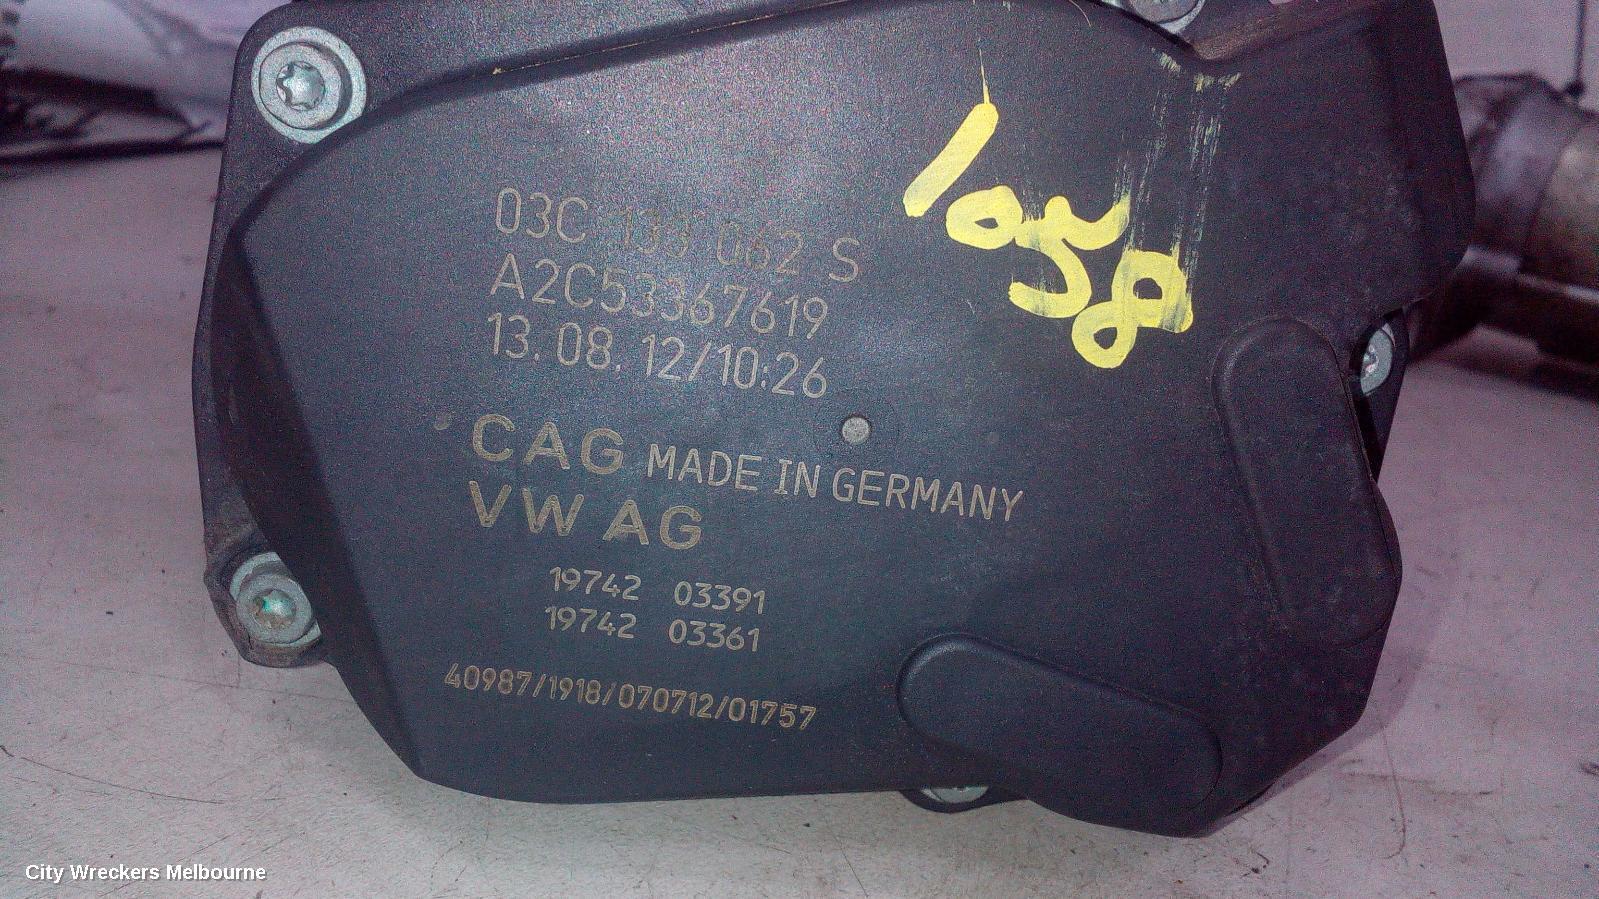 1058
03C 133 062 S
A2C53367619
13.08.12/10:26
CAG MADE IN GERMANY
VW AG
19742 03391
19742 03361
40987/1918/070712/01757
City Wreckers Melbourne